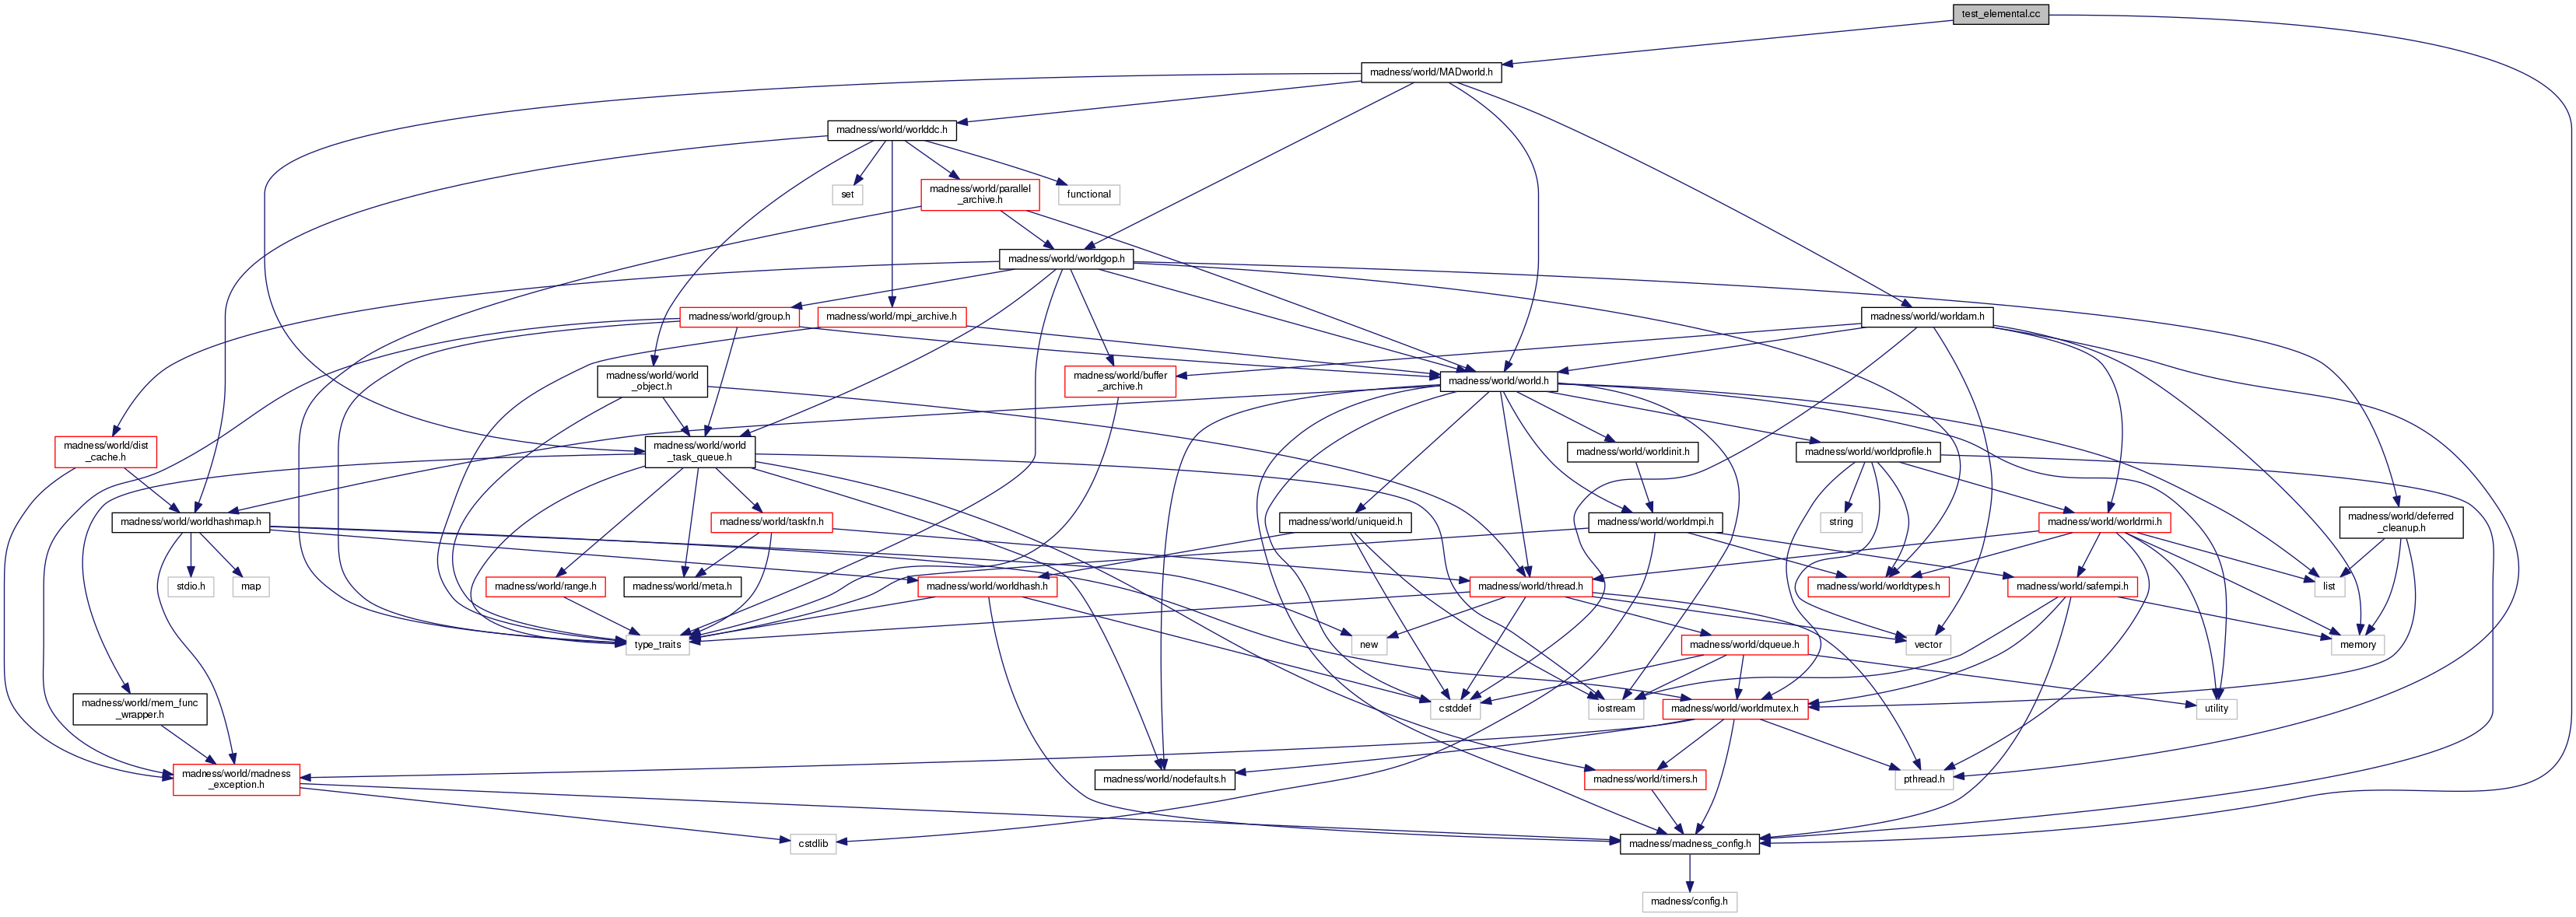 test_elemental.cc
madness/world/MADworld.h
madness/world/worlddc.h
set
madness/world/parallel
_archive.h
functional
madness/world/worldgop.h
madness/world/group.h
madness/world/mpi_archive.h
madness/world/worldam.h
madness/world/world
_object.h
madness/world/buffer
_archive.h
madness/world/world.h
madness/world/dist
_cache.h
madness/world/world
_task_queue.h
madness/world/worldinit.h
madness/world/worldprofile.h
madness/world/worldhashmap.h
madness/world/taskfn.h
madness/world/uniqueid.h
madness/world/worldmpi.h
string
madness/world/worldrmi.h
madness/world/deferred
_cleanup.h
stdio.h
map
madness/world/range.h
madness/world/meta.h
madness/world/worldhash.h
madness/world/thread.h
madness/world/worldtypes.h
madness/world/safempi.h
list
type_traits
new
madness/world/dqueue.h
vector
memory
madness/world/mem_func
_wrapper.h
cstddef
iostream
madness/world/worldmutex.h
utility
madness/world/madness
_exception.h
madness/world/nodefaults.h
madness/world/timers.h
pthread.h
cstdlib
madness/madness_config.h
madness/config.h